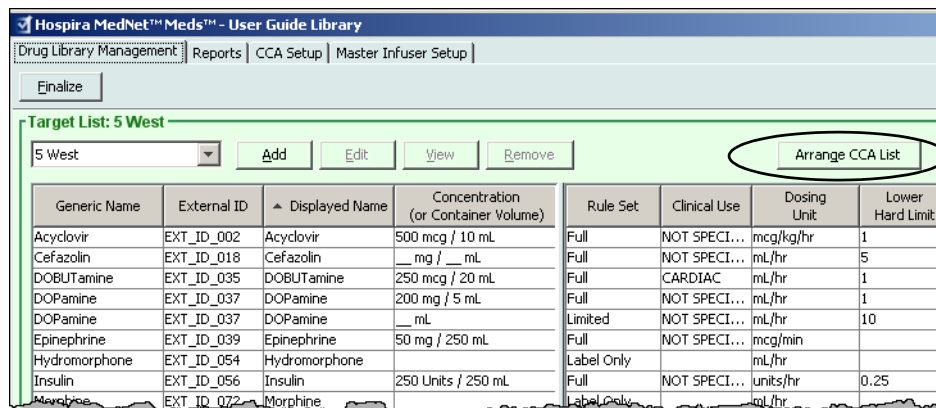 Hospira MedNet™ Meds™ - User Guide Library
Drug Library Management Reports CCA Setup Master Infuser Setup
Finalize
Target List: 5 West
5 West Add Edit View Remove Arrange CCA List
Generic Name External ID Displayed Name Concentration (or Container Volume) Rule Set Clinical Use Dosing Unit Lower Hard Limit
Acyclovir EXT_ID_002 Acyclovir 500 mcg / 10 mL Full NOT SPECI... mcg/kg/hr 1
Cefazolin EXT_ID_018 Cefazolin __ mg / __ mL Full NOT SPECI... mL/hr 5
DOBUTamine EXT_ID_035 DOBUTamine 250 mcg / 20 mL Full CARDIAC mL/hr 1
DOPamine EXT_ID_037 DOPamine 200 mg / 5 mL Full NOT SPECI... mL/hr 1
DOPamine EXT_ID_037 DOPamine __ mL Limited NOT SPECI... mL/hr 10
Epinephrine EXT_ID_039 Epinephrine 50 mg / 250 mL Full NOT SPECI... mcg/min
Hydromorphone EXT_ID_054 Hydromorphone Label Only mL/hr
Insulin EXT_ID_056 Insulin 250 Units / 250 mL Full NOT SPECI... units/hr 0.25
Morphine EXT_ID_072 Morphine Label Only mL/hr